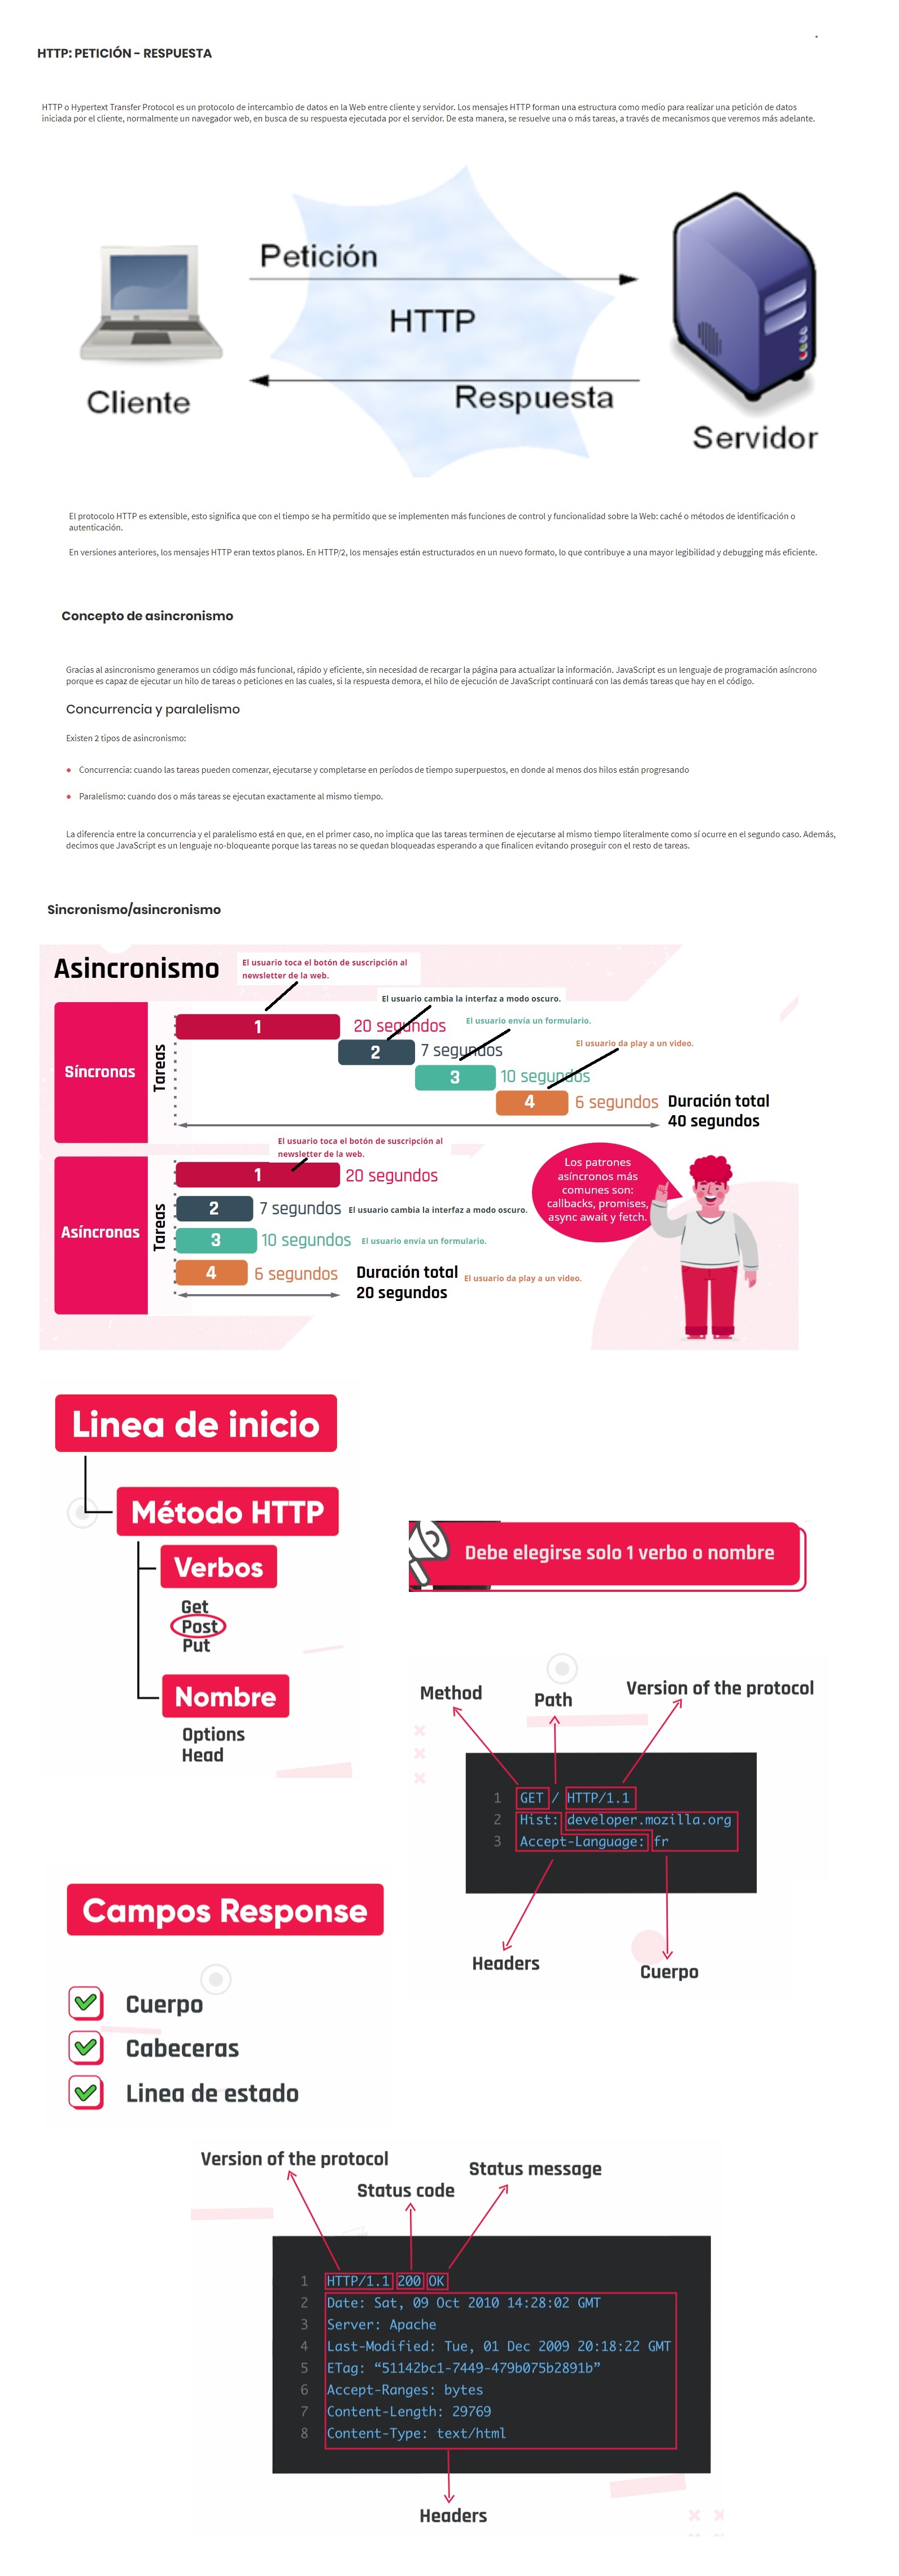 HTTP: PETICIÓN - RESPUESTA
HTTP o Hypertext Transfer Protocol es un protocolo de intercambio de datos en la Web entre cliente y servidor. Los mensajes HTTP forman una estructura como medio para realizar una petición de datos
iniciada por el cliente, normalmente un navegador web, en busca de su respuesta ejecutada por el servidor. De esta manera, se resuelve una o más tareas, a través de mecanismos que veremos más adelante.
Petición
HTTP
Respuesta
Cliente
Servidor
El protocolo HTTP es extensible, esto significa que con el tiempo se ha permitido que se implementen más funciones de control y funcionalidad sobre la Web: caché o métodos de identificación o
autenticación.
En versiones anteriores, los mensajes HTTP eran textos planos. En HTTP/2, los mensajes están estructurados en un nuevo formato, lo que contribuye a una mayor legibilidad y debugging más eficiente.
Concepto de asincronismo
Gracias al asincronismo generamos un código más funcional, rápido y eficiente, sin necesidad de recargar la página para actualizar la información. JavaScript es un lenguaje de programación asíncrono
porque es capaz de ejecutar un hilo de tareas o peticiones en las cuales, si la respuesta demora, el hilo de ejecución de JavaScript continuará con las demás tareas que hay en el código.
Concurrencia y paralelismo
Existen 2 tipos de asincronismo:
Concurrencia: cuando las tareas pueden comenzar, ejecutarse y completarse en períodos de tiempo superpuestos, en donde al menos dos hilos están progresando
Paralelismo: cuando dos o más tareas se ejecutan exactamente al mismo tiempo.
La diferencia entre la concurrencia y el paralelismo está en que, en el primer caso, no implica que las tareas terminen de ejecutarse al mismo tiempo literalmente como sí ocurre en el segundo caso. Además,
decimos que JavaScript es un lenguaje no-bloqueante porque las tareas no se quedan bloqueadas esperando a que finalicen evitando proseguir con el resto de tareas.
Sincronismo/asincronismo
Asincronismo
El usuario toca el botón de suscripción al
newsletter de la web.
El usuario cambia la interfaz a modo oscuro.
El usuario envía un formulario.
El usuario da play a un video.
Síncronas
Tareas
1
20 segundos
2
7 segundos
3
10 segundos
4
6 segundos
Duración total
40 segundos
El usuario toca el botón de suscripción al
newsletter de la web.
Asíncronas
Tareas
1
20 segundos
2
7 segundos
El usuario cambia la interfaz a modo oscuro.
3
10 segundos
El usuario envía un formulario.
4
6 segundos
Duración total
20 segundos
El usuario da play a un video.
Los patrones
asíncronos más
comunes son:
callbacks, promises,
async await y fetch.
Linea de inicio
Método HTTP
Verbos
Get
Post
Put
Nombre
Options
Head
Debe elegirse solo 1 verbo o nombre
Method
Path
Version of the protocol
1 GET / HTTP/1.1
2 Hist: developer.mozilla.org
3 Accept-Language: fr
Headers
Cuerpo
Campos Response
Cuerpo
Cabeceras
Linea de estado
Version of the protocol
Status code
Status message
1 HTTP/1.1 200 OK
2 Date: Sat, 09 Oct 2010 14:28:02 GMT
3 Server: Apache
4 Last-Modified: Tue, 01 Dec 2009 20:18:22 GMT
5 ETag: “51142bc1-7449-479b075b2891b”
6 Accept-Ranges: bytes
7 Content-Length: 29769
8 Content-Type: text/html
Headers